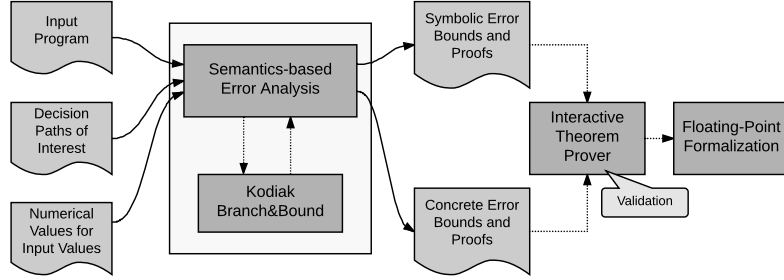 Input
Program
Decision
Paths of
Interest
Numerical
Values for
Input Values
Semantics-based
Error Analysis
Kodiak
Branch&Bound
Symbolic Error
Bounds and
Proofs
Concrete Error
Bounds and
Proofs
Interactive
Theorem
Prover
Validation
Floating-Point
Formalization